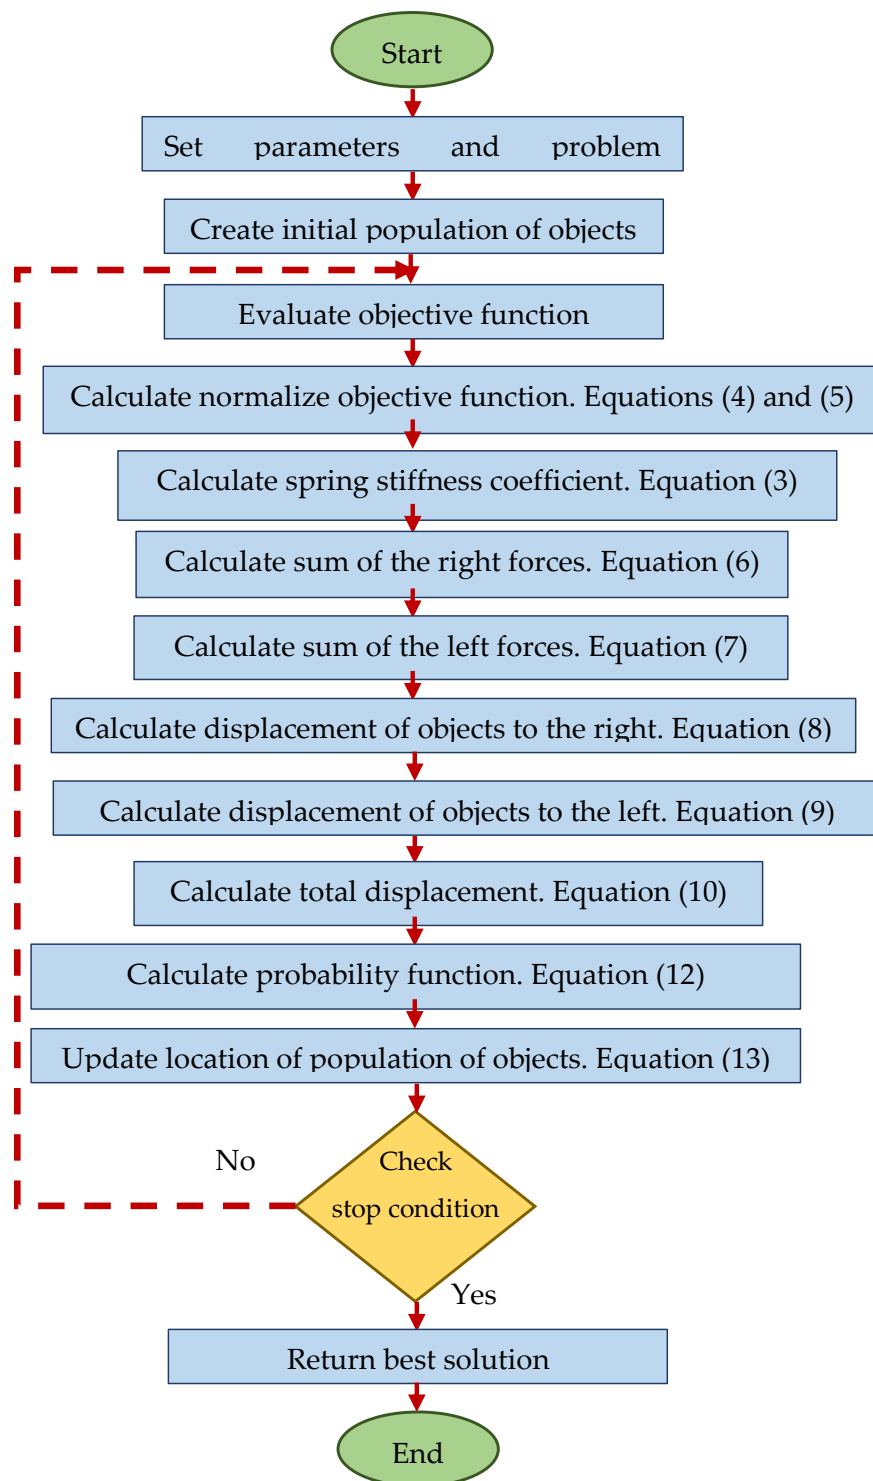 Start
Set parameters and problem
Create initial population of objects
Evaluate objective function
Calculate normalize objective function. Equations (4) and (5)
Calculate spring stiffness coefficient. Equation (3)
Calculate sum of the right forces. Equation (6)
Calculate sum of the left forces. Equation (7)
Calculate displacement of objects to the right. Equation (8)
Calculate displacement of objects to the left. Equation (9)
Calculate total displacement. Equation (10)
Calculate probability function. Equation (12)
Update location of population of objects. Equation (13)
No
Check
stop condition
Yes
Return best solution
End